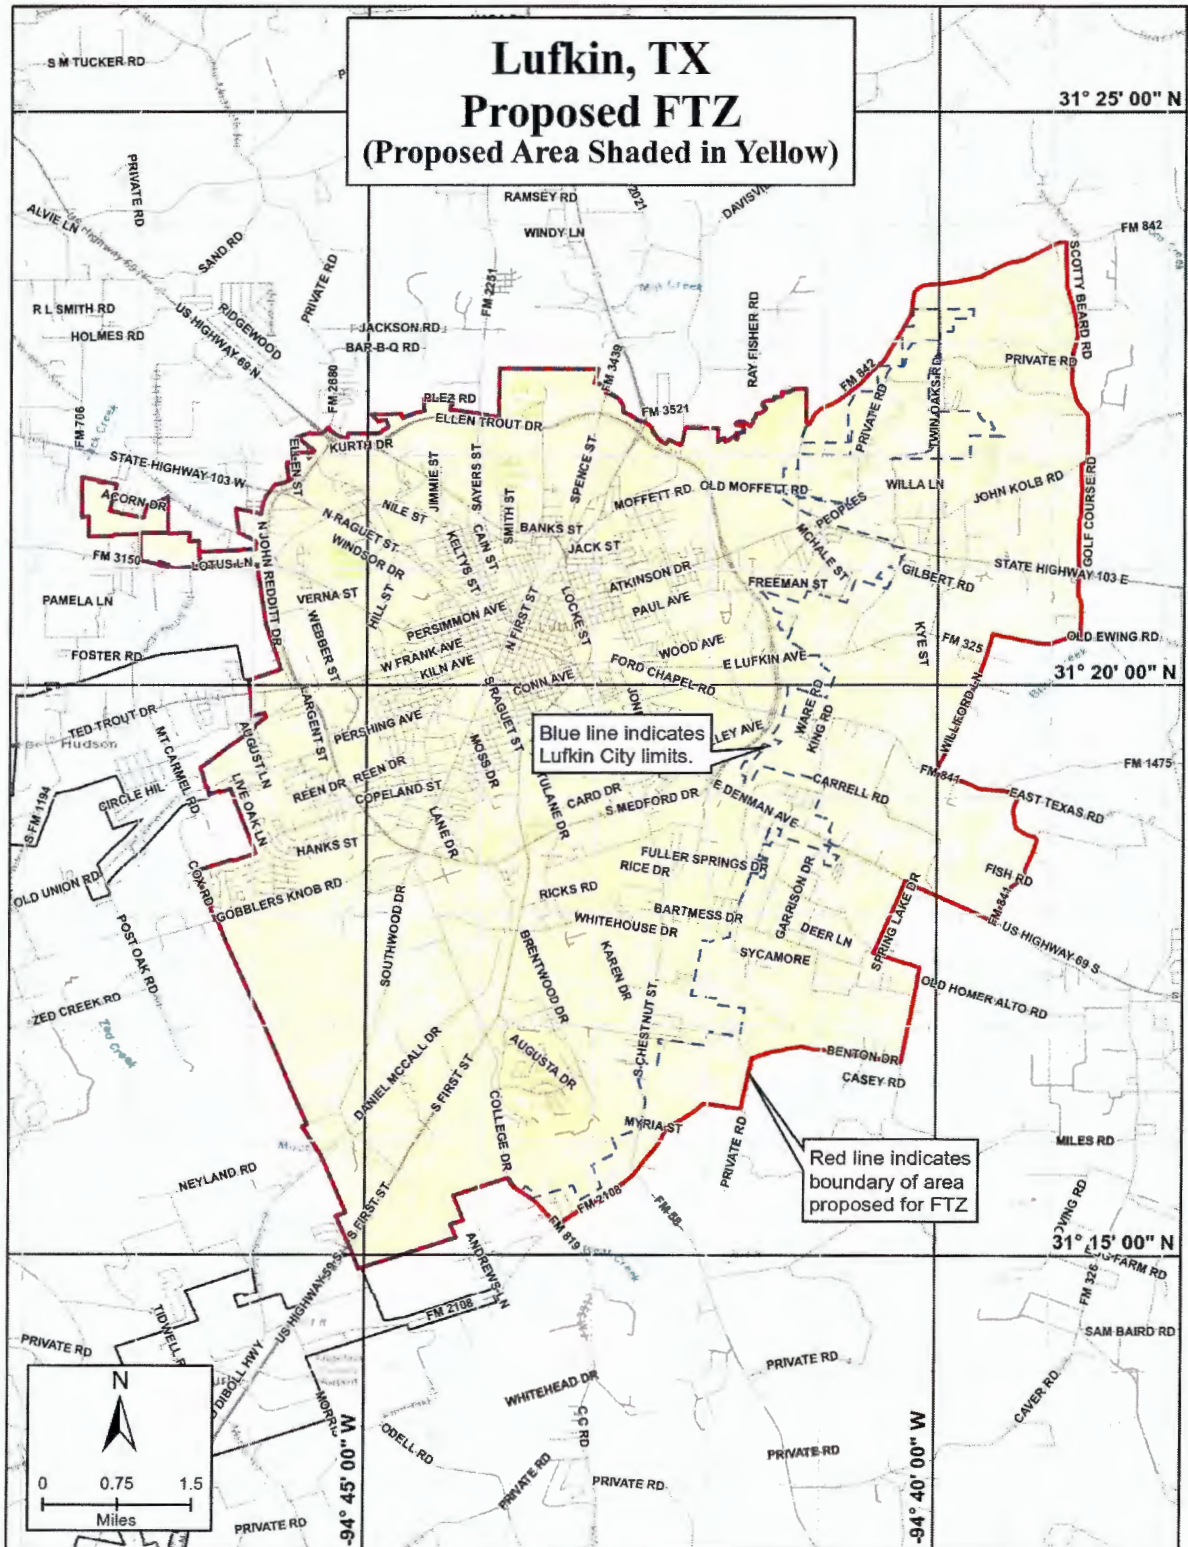 Lufkin, TX
Proposed FTZ
(Proposed Area Shaded in Yellow)
S M TUCKER RD
31° 25' 00" N
PRIVATE RD
RAMSEY RD
2021
WINDY LN
ALVIE LN
SAND RD
PRIVATE RD
FM 2251
FM 842
SCOTTY BEARD RD
R L SMITH RD
HOLMES RD
RIDGEWOOD
US HIGHWAY 69 N
JACKSON RD
BAR-B-Q RD
RAY FISHER RD
FM 2680
FM 3439
FM 842
PRIVATE RD
TWIN OAKS RD
PRIVATE RD
PLEZ RD
FM 3521
ELLEN TROUT DR
KURTH DR
FM 706
ELLEN ST
STATE HIGHWAY 103 W
ACORN DR
JIMMIE ST
SAYERS ST
SMITH ST
SPENCE ST
MOFFETT RD
OLD MOFFETT RD
WILLA LN
JOHN KOLB RD
GOLF COURSE RD
NILE ST
N RAGUET ST
WINDSOR DR
CAIN ST
KELTYS ST
BANKS ST
JACK ST
PEOPLES
MCHALE ST
FM 3150
LOTUS LN
N JOHN REDDITT DR
ATKINSON DR
FREEMAN ST
GILBERT RD
STATE HIGHWAY 103 E
PAMELA LN
VERNA ST
HILL ST
WEBBER ST
PERSIMMON AVE
N FIRST ST
LOCKE ST
PAUL AVE
KYE ST
FM 325
OLD EWING RD
FOSTER RD
W FRANK AVE
KILN AVE
WOOD AVE
FORD CHAPEL RD
E LUFKIN AVE
31° 20' 00" N
CONN AVE
S RAGUET ST
LARGENT ST
TED TROUT DR
Hudson
MT CARMEL RD
AUGUST LN
PERSHING AVE
MOSS DR
Blue line indicates
Lufkin City limits.
LEY AVE
WARE RD
KING RD
WILLIFORD LN
FM 841
FM 1475
S FM 1194
CIRCLE HIL
LIVE OAK LN
REEN DR
REEN DR
COPELAND ST
TULANE DR
CARD DR
S MEDFORD DR
E DENMAN AVE
CARRELL RD
EAST TEXAS RD
LANE DR
HANKS ST
FULLER SPRINGS D
RICE DR
GARRISON DR
FISH RD
FM 841
OLD UNION RD
COX RD
GOBBLERS KNOB RD
RICKS RD
BARTMESS DR
WHITEHOUSE DR
DEER LN
SPRING LAKE DR
US HIGHWAY 69 S
POST OAK RD
SOUTHWOOD DR
BRENTWOOD DR
KAREN DR
SYCAMORE
OLD HOMER ALTO RD
ZED CREEK RD
Zed Creek
S CHESTNUT ST
DANIEL MCCALL DR
S FIRST ST
AUGUSTA DR
BENTON DR
CASEY RD
COLLEGE DR
MYRIA ST
PRIVATE RD
MILES RD
NEYLAND RD
Red line indicates
boundary of area
proposed for FTZ
S FIRST ST
FM 2108
FM 58
FM 819
ANDREWS LN
31° 15' 00" N
OVING RD
FARM RD
FM 326
US HIGHWAY 59 S
FM 2108
TIDWELL R
PRIVATE RD
DIBOLL HWY
MORRIS
SAM BAIRD RD
PRIVATE RD
WHITEHEAD DR
CAVER RD
N
C C RD
ODELL RD
PRIVATE RD
PRIVATE RD
PRIVATE RD
0 0.75 1.5
Miles
PRIVATE RD
-94° 45' 00" W
-94° 40' 00" W